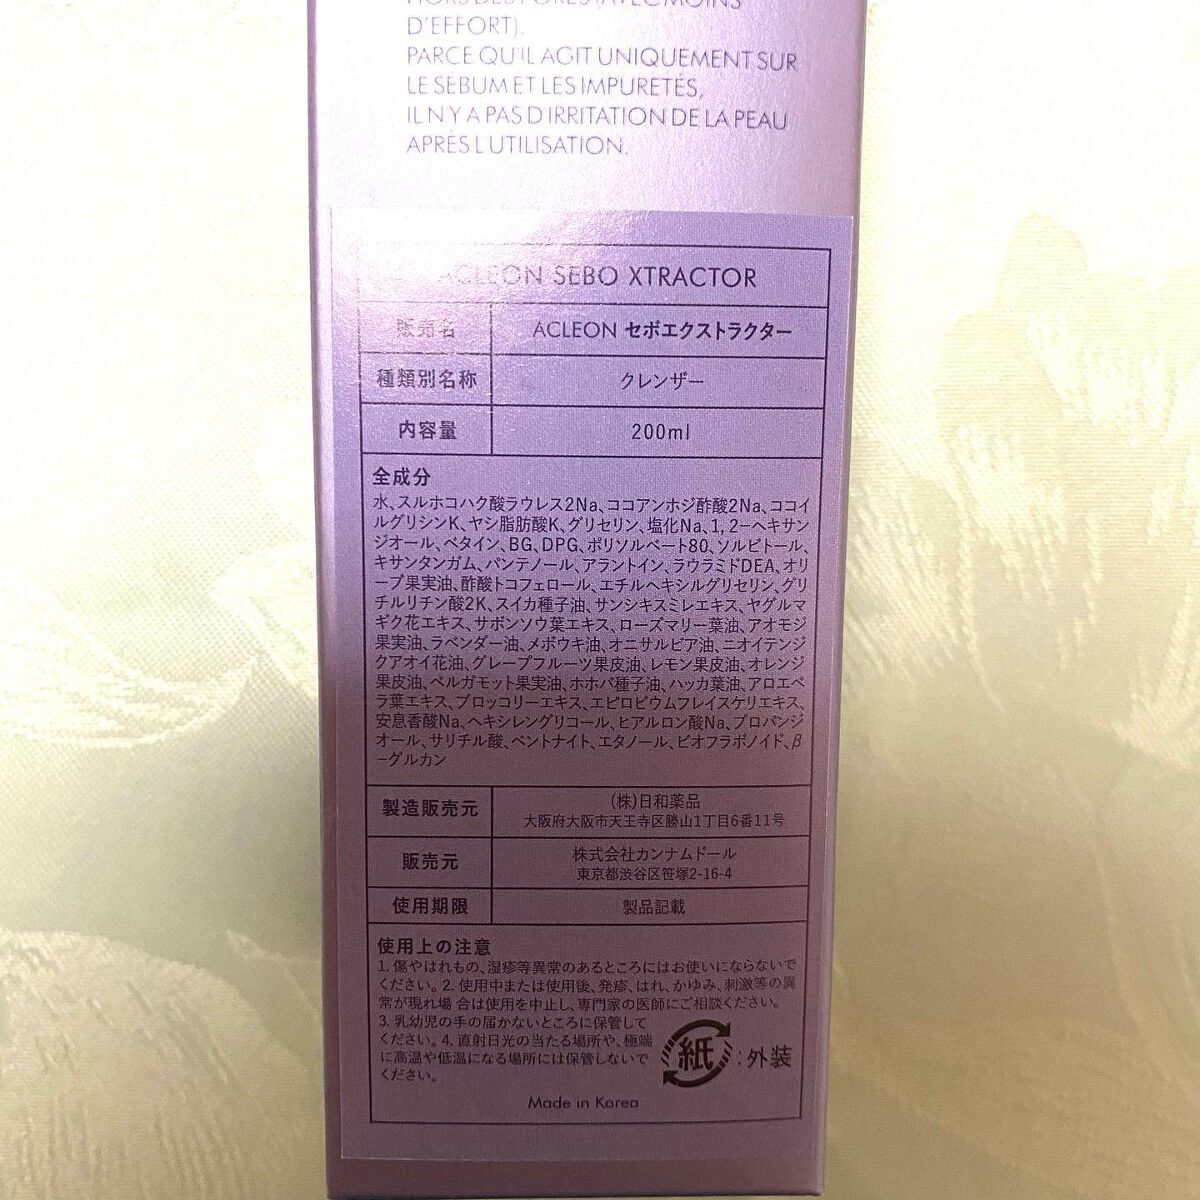 HORS DES PORES (AVEC MOINS
D'EFFORT).
PARCE QU'IL AGIT UNIQUEMENT SUR
LE SÉBUM ET LES IMPURETÉS,
IL N Y A PAS D IRRITATION DE LA PEAU
APRÈS L UTILISATION.
ACLEON SEBO XTRACTOR
販売名 ACLEON セボエクストラクター
種類別名称 クレンザー
内容量 200ml
全成分
水、スルホコハク酸ラウレス2Na、ココアンホジ酢酸2Na、ココイ
ルグリシンK、ヤシ脂肪酸K、グリセリン、塩化Na、1, 2−ヘキサン
ジオール、ベタイン、BG、DPG、ポリソルベート80、ソルビトール、
キサンタンガム、パンテノール、アラントイン、ラウラミドDEA、オリ
ーブ果実油、酢酸トコフェロール、エチルヘキシルグリセリン、グリ
チルリチン酸2K、スイカ種子油、サンシキスミレエキス、ヤグルマ
ギク花エキス、サボンソウ葉エキス、ローズマリー葉油、アオモジ
果実油、ラベンダー油、メボウキ油、オニサルビア油、ニオイテンジ
クアオイ花油、グレープフルーツ果皮油、レモン果皮油、オレンジ
果皮油、ベルガモット果実油、ホホバ種子油、ハッカ葉油、アロエベ
ラ葉エキス、ブロッコリーエキス、エピロビウムフレイスケリエキス、
安息香酸Na、ヘキシレングリコール、ヒアルロン酸Na、プロパンジ
オール、サリチル酸、ベントナイト、エタノール、ビオフラボノイド、β
−グルカン
製造販売元 (株)日和薬品
大阪府大阪市天王寺区勝山1丁目6番11号
販売元 株式会社カンナムドール
東京都渋谷区笹塚2-16-4
使用期限 製品記載
使用上の注意
1. 傷やはれもの、湿疹等異常のあるところにはお使いにならないで
ください。2. 使用中または使用後、発疹、はれ、かゆみ、刺激等の異
常が現れ場 合は使用を中止し、専門家の医師にご相談ください。
3. 乳幼児の手の届かないところに保管して
ください。4. 直射日光の当たる場所や、極端
に高温や低温になる場所には保管しないで
ください。
紙:外装
Made in Korea